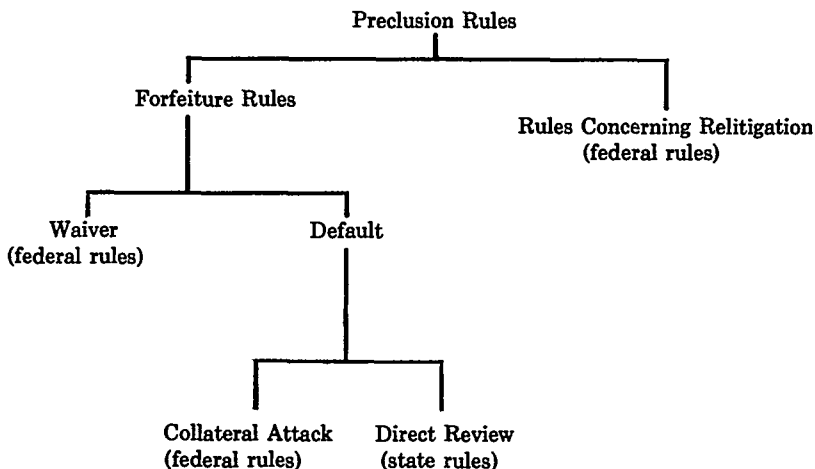 Preclusion Rules
Forfeiture Rules
Rules Concerning Relitigation
(federal rules)
Waiver
(federal rules)
Default
Collateral Attack
(federal rules)
Direct Review
(state rules)